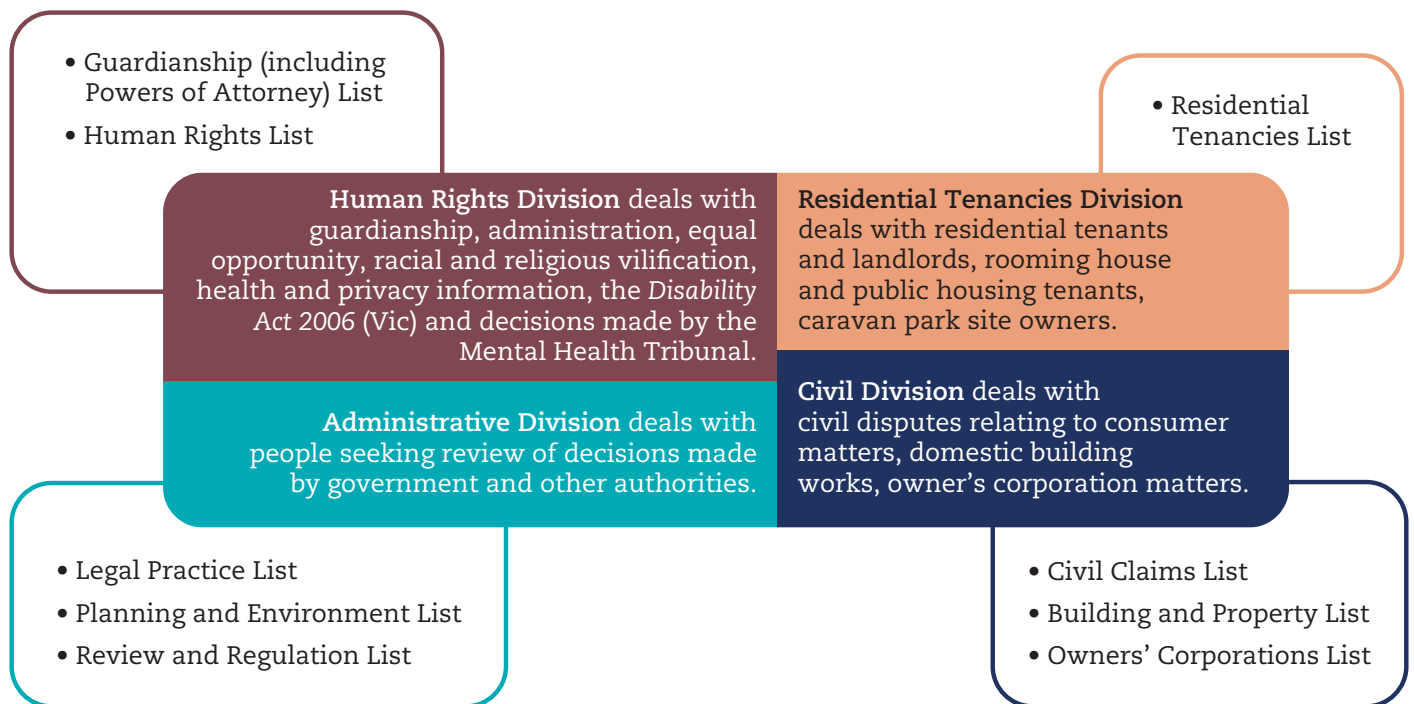 • Guardianship (including
Powers of Attorney) List
• Human Rights List
• Residential
Tenancies List
Human Rights Division deals with
guardianship, administration, equal
opportunity, racial and religious vilification,
health and privacy information, the Disability
Act 2006 (Vic) and decisions made by the
Mental Health Tribunal.
Residential Tenancies Division
deals with residential tenants
and landlords, rooming house
and public housing tenants,
caravan park site owners.
Administrative Division deals with
people seeking review of decisions made
by government and other authorities.
Civil Division deals with
civil disputes relating to consumer
matters, domestic building
works, owner’s corporation matters.
• Legal Practice List
• Planning and Environment List
• Review and Regulation List
• Civil Claims List
• Building and Property List
• Owners’ Corporations List